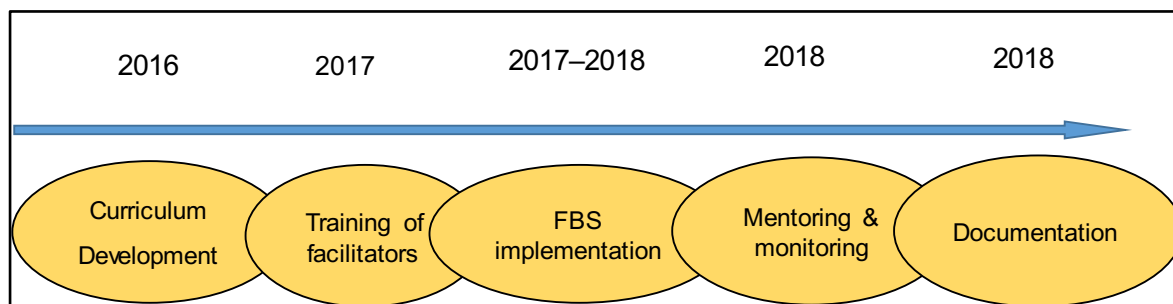 2016
2017
2017–2018
2018
2018
Curriculum
Development
Training of
facilitators
FBS
implementation
Mentoring &
monitoring
Documentation